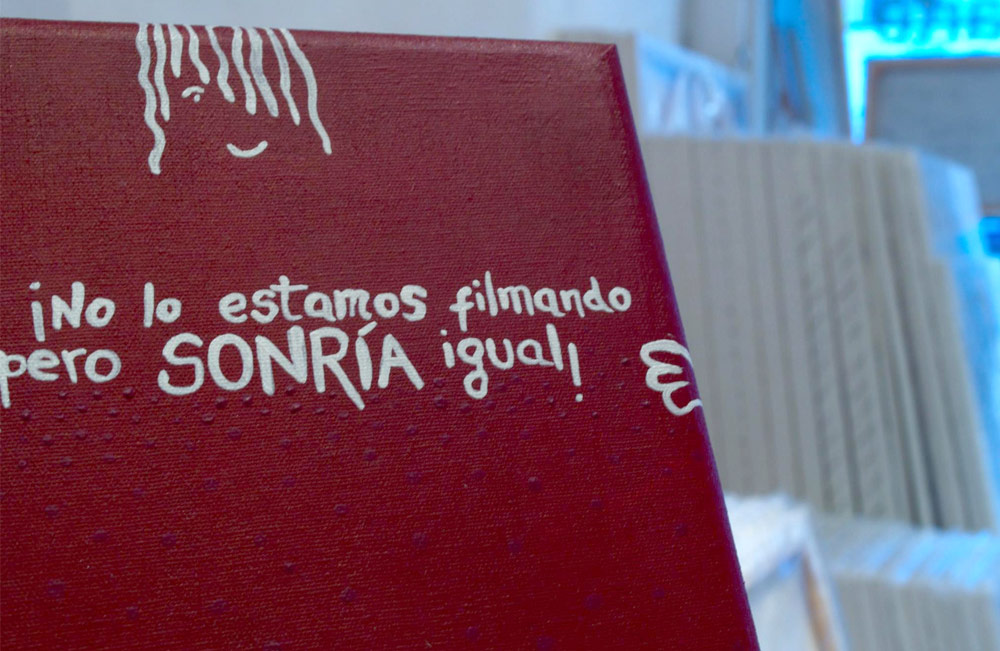 ¡No lo estamos filmando
pero SONRÍA igual!